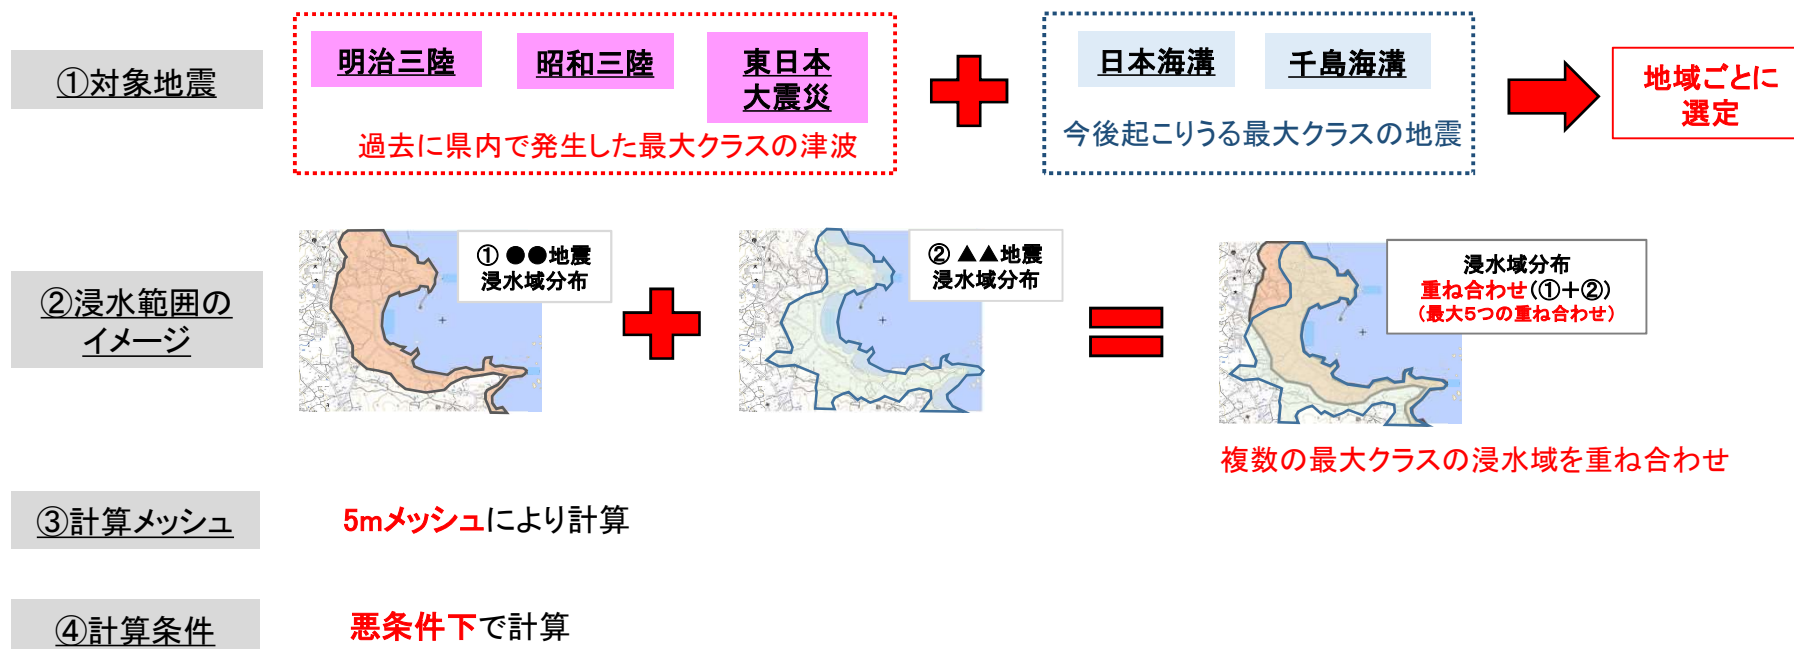 ①対象地震
明治三陸
昭和三陸
東日本
大震災
過去に県内で発生した最大クラスの津波
日本海溝
千島海溝
今後起こりうる最大クラスの地震
地域ごとに
選定
②浸水範囲の
イメージ
① ●●地震
浸水域分布
② ▲▲地震
浸水域分布
浸水域分布
重ね合わせ(①＋②)
(最大5つの重ね合わせ)
複数の最大クラスの浸水域を重ね合わせ
③計算メッシュ
5mメッシュにより計算
④計算条件
悪条件下で計算